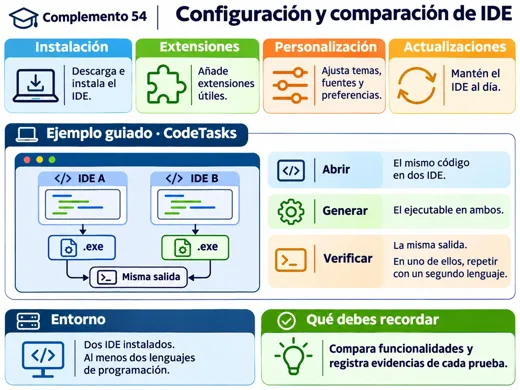 Complemento 54
Configuración y comparación de IDE
Instalación
Descarga e
instala el
IDE.
Extensiones
Añade
extensiones
útiles.
Personalización
Ajusta temas,
fuentes y
preferencias.
Actualizaciones
Mantén el
IDE al día.
Ejemplo guiado · CodeTasks
</> IDE A
</> IDE B
.exe
.exe
>_ Misma salida
</>
Abrir
El mismo código
en dos IDE.
Generar
El ejecutable en ambos.
>_
Verificar
La misma salida.
En uno de ellos, repetir
con un segundo lenguaje.
Entorno
</>
Dos IDE instalados.
Al menos dos lenguajes
de programación.
Qué debes recordar
Compara funcionalidades y
registra evidencias de cada prueba.